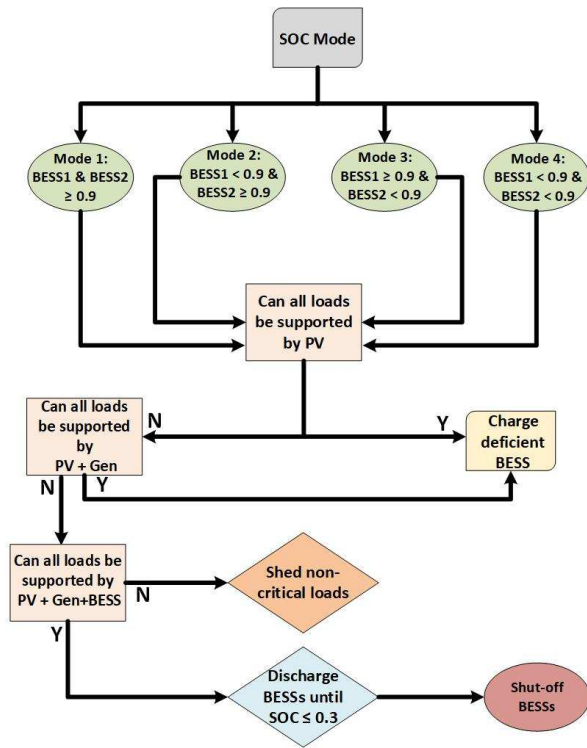 SOC Mode
Mode 1:
BESS1 & BESS2
≥ 0.9
Mode 2:
BESS1 < 0.9 &
BESS2 ≥ 0.9
Mode 3:
BESS1 ≥ 0.9 &
BESS2 < 0.9
Mode 4:
BESS1 < 0.9 &
BESS2 < 0.9
Can all loads
be supported
by PV
N
Y
Can all loads
be supported
by
PV + Gen
Charge
deficient
BESS
N
Y
Can all loads be
supported by
PV + Gen+BESS
N
Y
Shed non-
critical loads
Discharge
BESSs until
SOC ≤ 0.3
Shut-off
BESSs